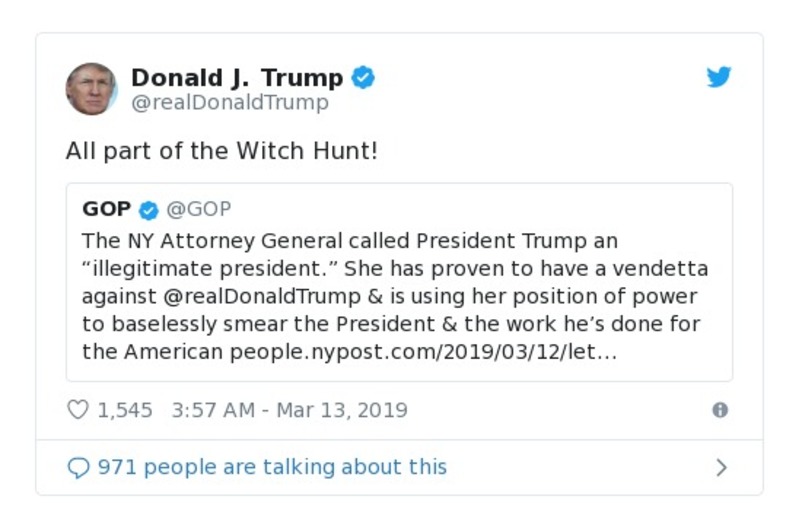 Donald J. Trump
@realDonaldTrump
All part of the Witch Hunt!
GOP @GOP
The NY Attorney General called President Trump an
“illegitimate president.” She has proven to have a vendetta
against @realDonaldTrump & is using her position of power
to baselessly smear the President & the work he’s done for
the American people.nypost.com/2019/03/12/let…
1,545 3:57 AM - Mar 13, 2019
971 people are talking about this